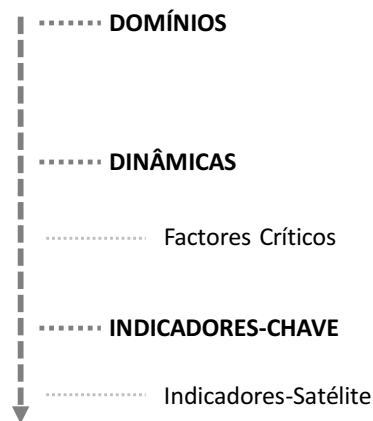 DOMÍNIOS
DINÂMICAS
Factores Críticos
INDICADORES-CHAVE
Indicadores-Satélite